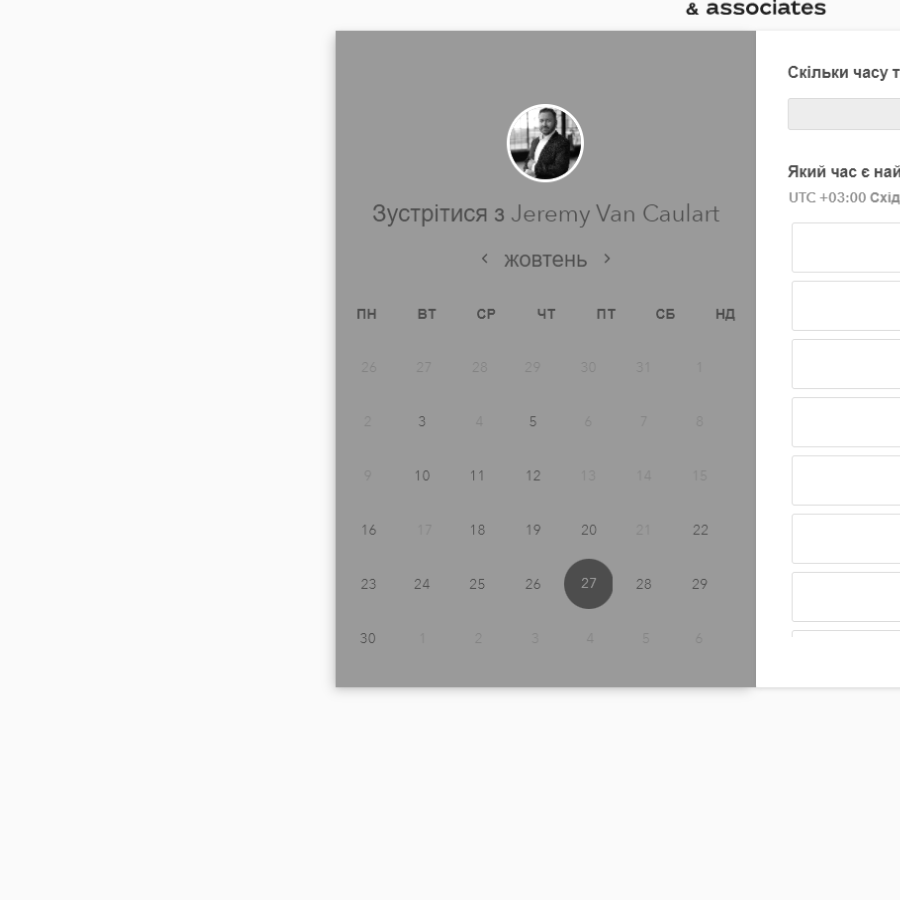 & associates
Скільки часу т
Який час є най
UTC +03:00 Схід
Зустрітися з Jeremy Van Caulart
жовтень
ПН ВТ СР ЧТ ПТ СБ НД
26 27 28 29 30 31 1
2 3 4 5 6 7 8
9 10 11 12 13 14 15
16 17 18 19 20 21 22
23 24 25 26 27 28 29
30 1 2 3 4 5 6